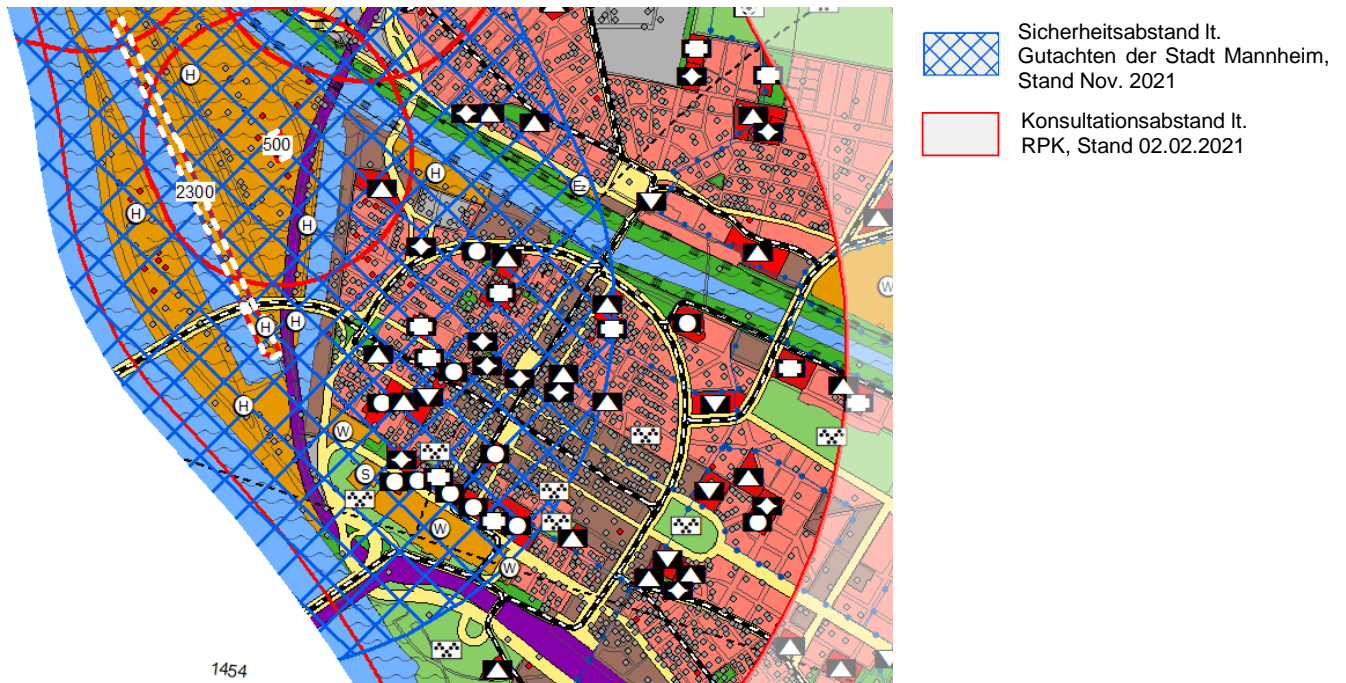 Sicherheitsabstand lt.
Gutachten der Stadt Mannheim,
Stand Nov. 2021
Konsultationsabstand lt.
RPK, Stand 02.02.2021
H
500
H
2300
Ez
H
H
W
H
H
H
W
S
W
W
1454